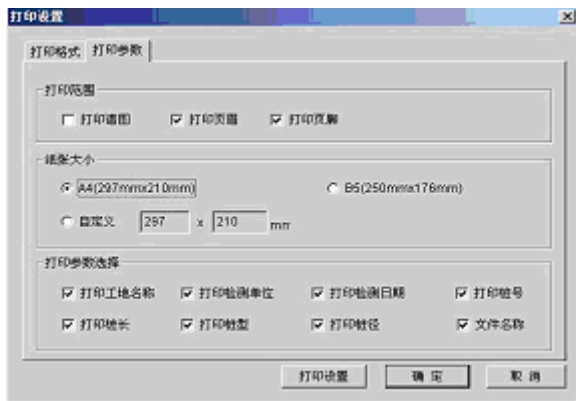 打印设置
打印格式 打印参数
打印范围
打印谱图 打印页眉 打印页脚
纸张大小
A4(297mmx210mm) B5(250mmx176mm)
自定义 297 x 210 mm
打印参数选择
打印工地名称 打印检测单位 打印检测日期 打印桩号
打印桩长 打印桩型 打印桩径 文件名称
打印设置 确定 取消